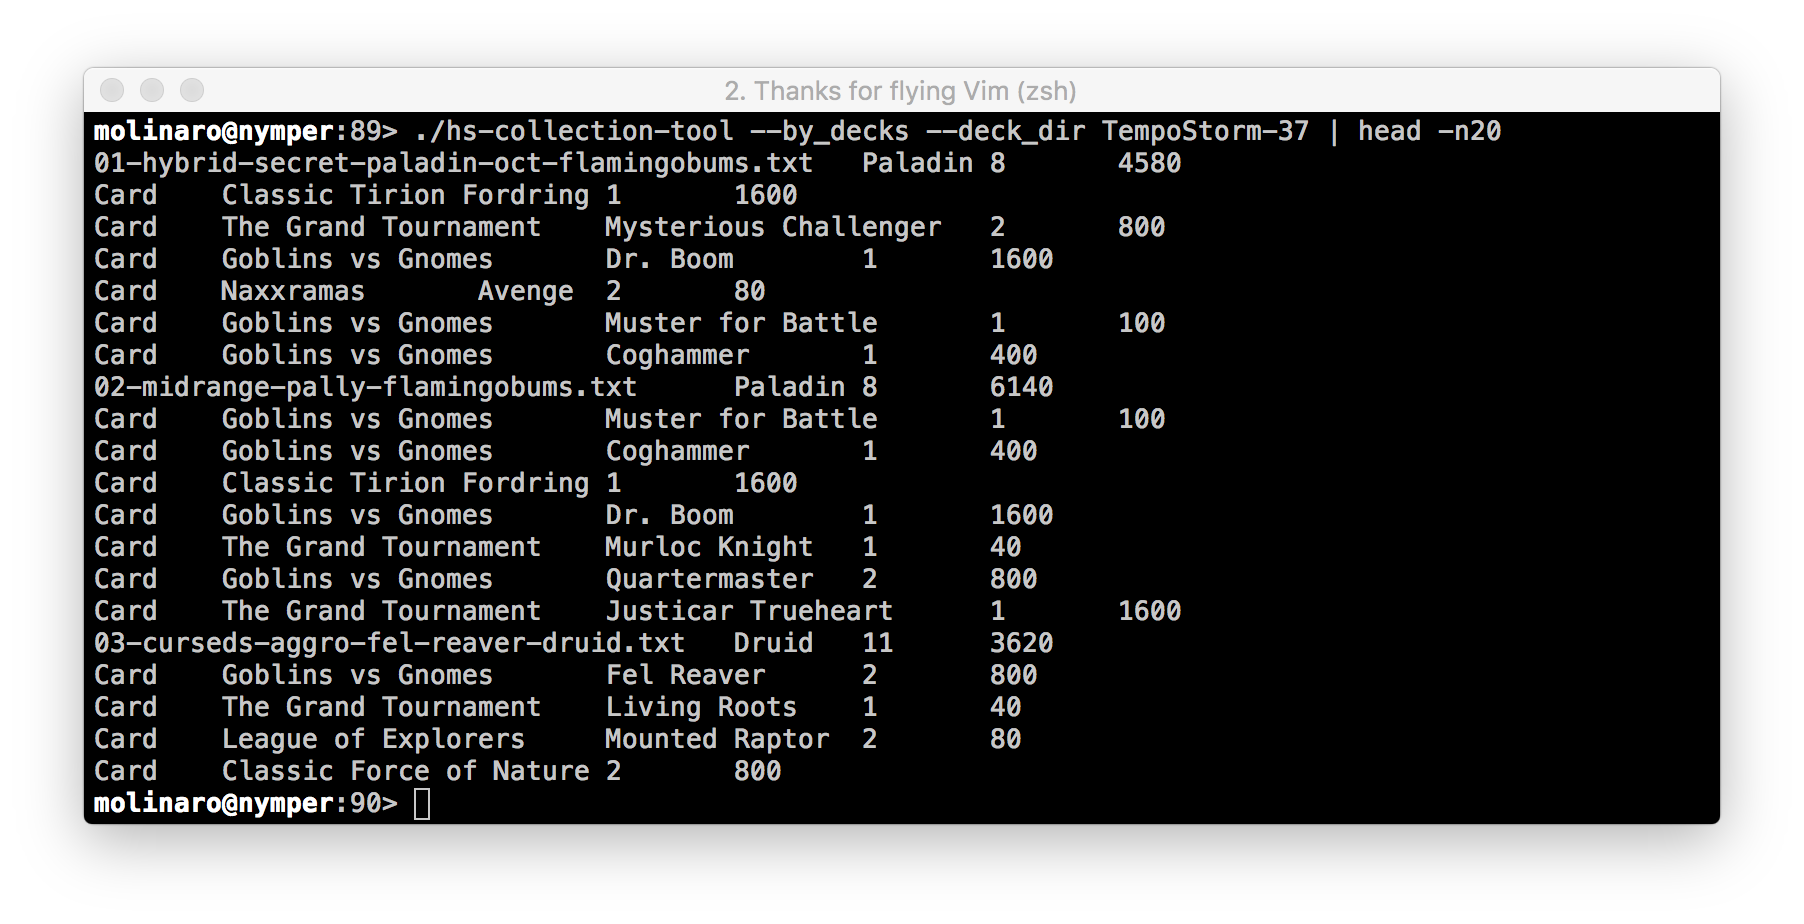 2. Thanks for flying Vim (zsh)
molinaro@nymper:89> ./hs-collection-tool --by_decks --deck_dir TempoStorm-37 | head -n20
01-hybrid-secret-paladin-oct-flamingobums.txt   Paladin 8       4580
Card    Classic Tirion Fordring 1       1600
Card    The Grand Tournament    Mysterious Challenger   2       800
Card    Goblins vs Gnomes       Dr. Boom        1       1600
Card    Naxxramas       Avenge  2       80
Card    Goblins vs Gnomes       Muster for Battle       1       100
Card    Goblins vs Gnomes       Coghammer       1       400
02-midrange-pally-flamingobums.txt      Paladin 8       6140
Card    Goblins vs Gnomes       Muster for Battle       1       100
Card    Goblins vs Gnomes       Coghammer       1       400
Card    Classic Tirion Fordring 1       1600
Card    Goblins vs Gnomes       Dr. Boom        1       1600
Card    The Grand Tournament    Murloc Knight   1       40
Card    Goblins vs Gnomes       Quartermaster   2       800
Card    The Grand Tournament    Justicar Trueheart      1       1600
03-curseds-aggro-fel-reaver-druid.txt   Druid   11      3620
Card    Goblins vs Gnomes       Fel Reaver      2       800
Card    The Grand Tournament    Living Roots    1       40
Card    League of Explorers     Mounted Raptor  2       80
Card    Classic Force of Nature 2       800
molinaro@nymper:90>